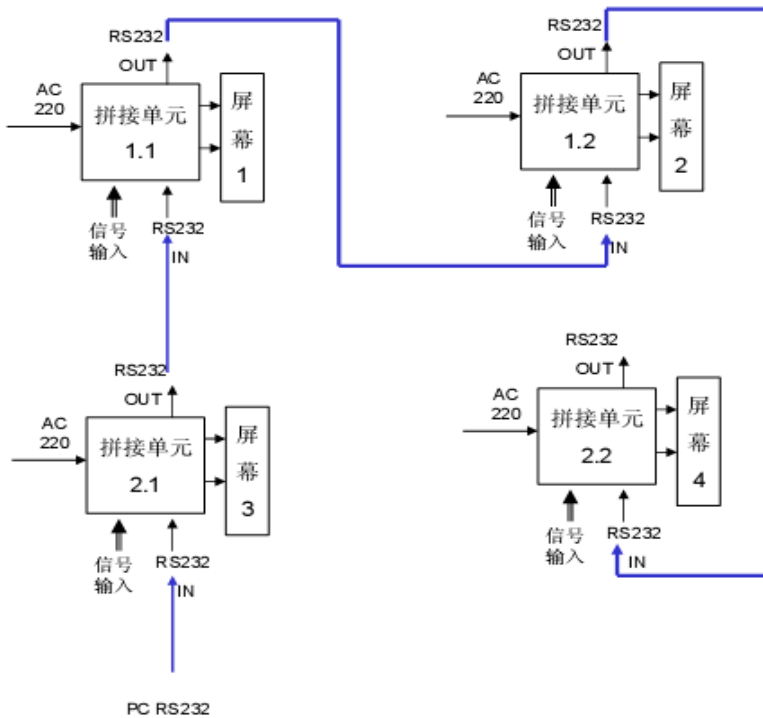 RS232
OUT
AC
220
拼接单元
1.1
屏
幕
1
信号
输入
RS232
IN
RS232
OUT
AC
220
拼接单元
1.2
屏
幕
2
信号
输入
RS232
IN
RS232
OUT
AC
220
拼接单元
2.1
屏
幕
3
信号
输入
RS232
IN
RS232
OUT
AC
220
拼接单元
2.2
屏
幕
4
信号
输入
RS232
IN
PC RS232